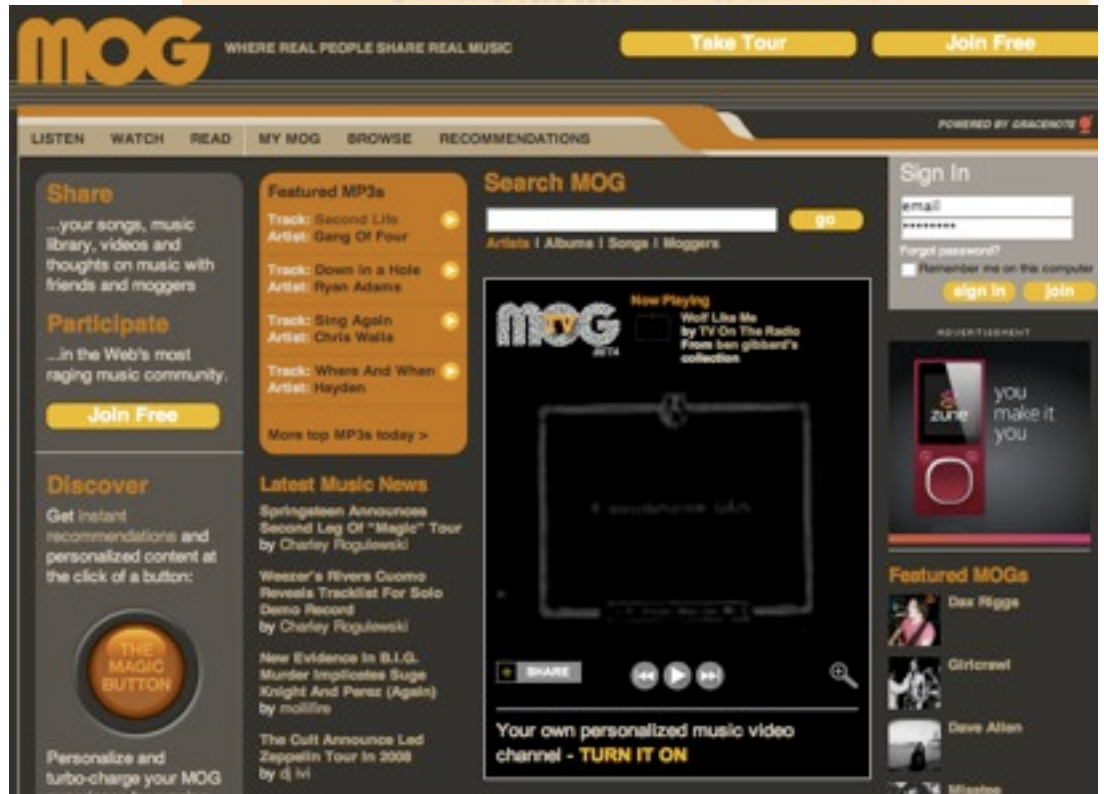 MOG
WHERE REAL PEOPLE SHARE REAL MUSIC
Take Tour
Join Free
POWERED BY GRACENOTE
LISTEN WATCH READ MY MOG BROWSE RECOMMENDATIONS
Share
...your songs, music
library, videos and
thoughts on music with
friends and moggers
Participate
...in the Web's most
raging music community.
Join Free
Discover
Get instant
recommendations and
personalized content at
the click of a button:
THE
MAGIC
BUTTON
Personalize and
turbo-charge your MOG
Featured MP3s
Track: Second Life
Artist: Gang Of Four
Track: Down in a Hole
Artist: Ryan Adams
Track: Sing Again
Artist: Chris Walla
Track: Where And When
Artist: Hayden
More top MP3s today >
Latest Music News
Springsteen Announces
Second Leg Of "Magic" Tour
by Charley Rogulewski
Weezer's Rivers Cuomo
Reveals Tracklist For Solo
Demo Record
by Charley Rogulewski
New Evidence In B.I.G.
Murder Implicates Suge
Knight And Perez (Again)
by mollifire
The Cult Announce Led
Zeppelin Tour In 2008
by dj ivi
Search MOG
go
Artists | Albums | Songs | Moggers
MOG TV
BETA
Now Playing
Wolf Like Me
by TV On The Radio
From ben gibbard's
collection
SHARE
Your own personalized music video
channel - TURN IT ON
Sign In
email
********
Forgot password?
Remember me on this computer
sign in
join
ADVERTISEMENT
zune
you
make it
you
Featured MOGs
Dax Riggs
Girlcrawl
Dave Allen